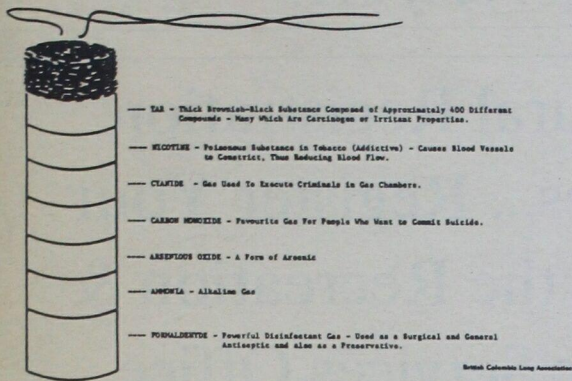 TAR - Thick Brownish-Black Substance Composed of Approximately 400 Different
Compounds - Many Which Are Carcinogen or Irritant Properties.
NICOTINE - Poisonous Substance in Tobacco (Addictive) - Causes Blood Vessels
to Constrict, Thus Reducing Blood Flow.
CYANIDE - Gas Used To Execute Criminals in Gas Chambers.
CARBON MONOXIDE - Favourite Gas For People Who Want to Commit Suicide.
ARSENIOUS OXIDE - A Form of Arsenic
AMMONIA - Alkaline Gas
FORMALDEHYDE - Powerful Disinfectant Gas - Used as a Surgical and General
Antiseptic and also as a Preservative.
British Columbia Lung Association